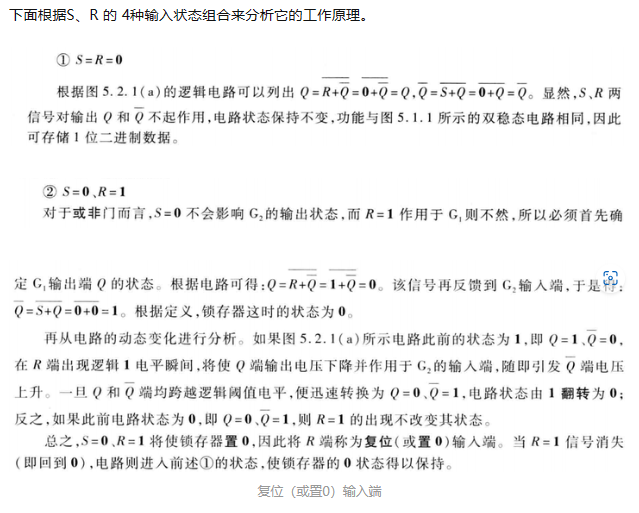 下面根据S、R 的 4种输入状态组合来分析它的工作原理。
① S=R=0
根据图 5.2.1(a)的逻辑电路可以列出 Q=\overline{R+\overline{Q}}=\overline{0+\overline{Q}}=Q,\overline{Q}=\overline{S+Q}=\overline{0+Q}=\overline{Q}。显然,S、R 两
信号对输出 Q 和 \overline{Q} 不起作用,电路状态保持不变,功能与图 5.1.1 所示的双稳态电路相同,因此
可存储 1 位二进制数据。
② S=0、R=1
对于或非门而言,S=0 不会影响 G₂的输出状态,而 R=1 作用于 G₁则不然,所以必须首先确
定 G₁输出端 Q 的状态。根据电路可得:Q=\overline{R+\overline{Q}}=\overline{1+\overline{Q}}=0。该信号再反馈到 G₂输入端,于是得:
\overline{Q}=\overline{S+Q}=\overline{0+0}=1。根据定义,锁存器这时的状态为 0。
再从电路的动态变化进行分析。如果图 5.2.1(a)所示电路此前的状态为 1,即 Q=1、\overline{Q}=0,
在 R 端出现逻辑 1 电平瞬间,将使 Q 端输出电压下降并作用于 G₂的输入端,随即引发 \overline{Q} 端电压
上升。一旦 Q 和 \overline{Q} 端均跨越逻辑阈值电平,便迅速转换为 Q=0、\overline{Q}=1,电路状态由 1 翻转为 0;
反之,如果此前电路状态为 0,即 Q=0、\overline{Q}=1,则 R=1 的出现不改变其状态。
总之,S=0、R=1 将使锁存器置 0,因此将 R 端称为复位(或置 0)输入端。当 R=1 信号消失
(即回到 0),电路则进入前述①的状态,使锁存器的 0 状态得以保持。
复位（或置0）输入端